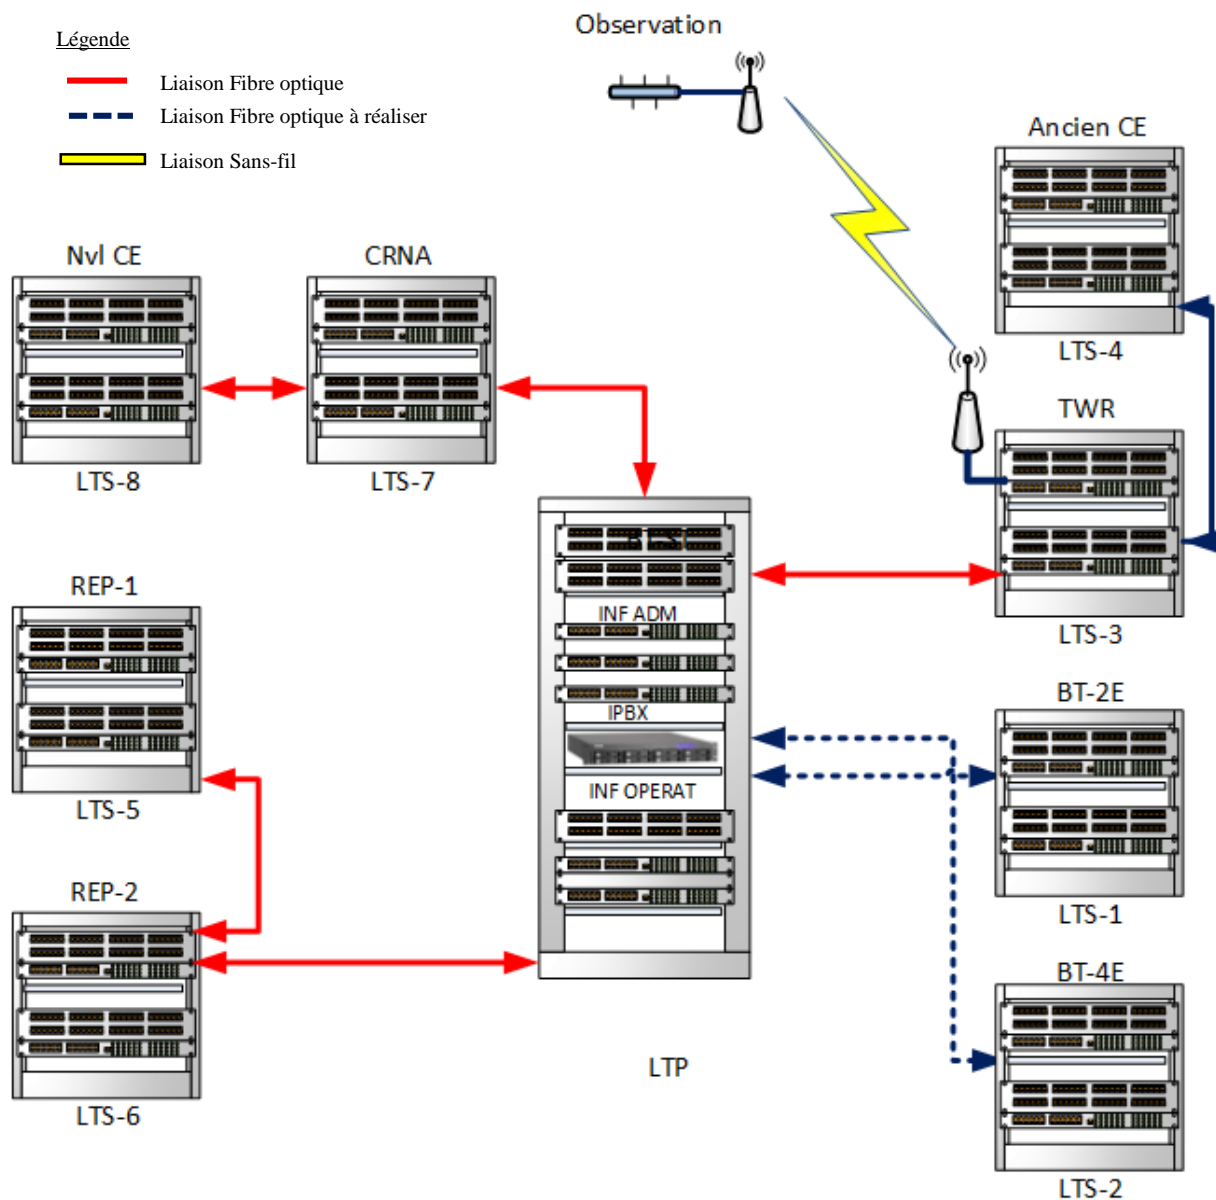 Observation
Légende
Liaison Fibre optique
Liaison Fibre optique à réaliser
Liaison Sans-fil
Ancien CE
LTS-4
Nvl CE
CRNA
LTS-8
LTS-7
TWR
LTS-3
REP-1
LTS-5
INF ADM
IPBX
INF OPERAT
BT-2E
LTS-1
REP-2
LTS-6
LTP
BT-4E
LTS-2